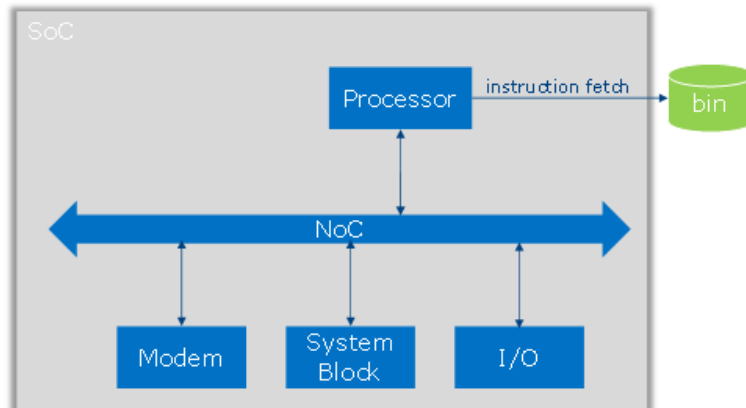 SoC
Processor
instruction fetch
bin
NoC
Modem
System
Block
I/O